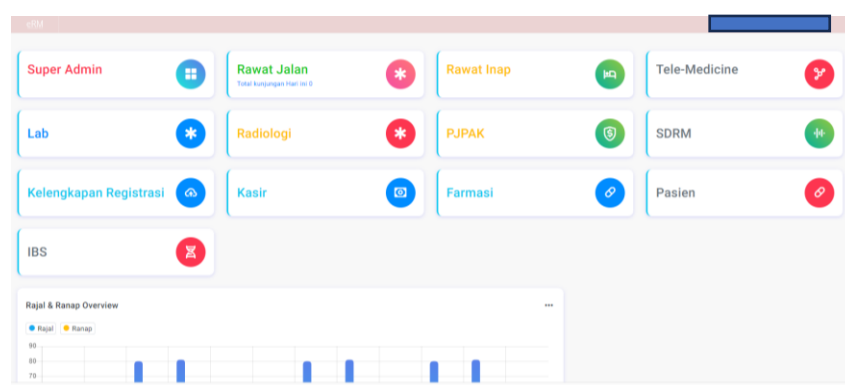 eRM
Super Admin
Rawat Jalan
Total kunjungan Hari ini 0
Rawat Inap
Tele-Medicine
Lab
Radiologi
PJPAK
SDRM
Kelengkapan Registrasi
Kasir
Farmasi
Pasien
IBS
Rajal & Ranap Overview
Rajal
Ranap
90
80
70